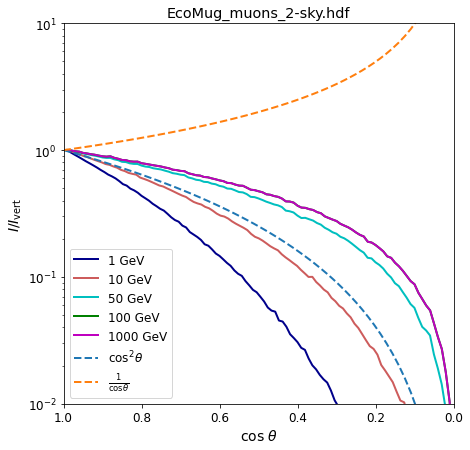 EcoMug_muons_2-sky.hdf
10¹
10⁰
10⁻¹
10⁻²
I/I_vert
1 GeV
10 GeV
50 GeV
100 GeV
1000 GeV
cos²θ
1/cosθ
1.0 0.8 0.6 0.4 0.2 0.0
cos θ